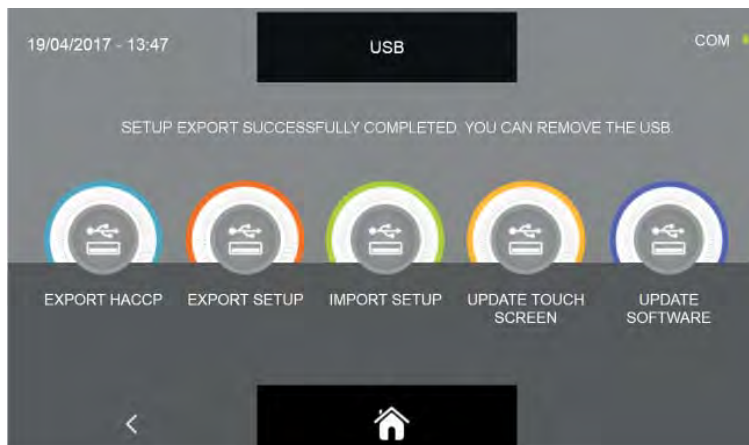 19/04/2017 - 13:47
USB
COM
SETUP EXPORT SUCCESSFULLY COMPLETED. YOU CAN REMOVE THE USB.
EXPORT HACCP
EXPORT SETUP
IMPORT SETUP
UPDATE TOUCH
SCREEN
UPDATE
SOFTWARE